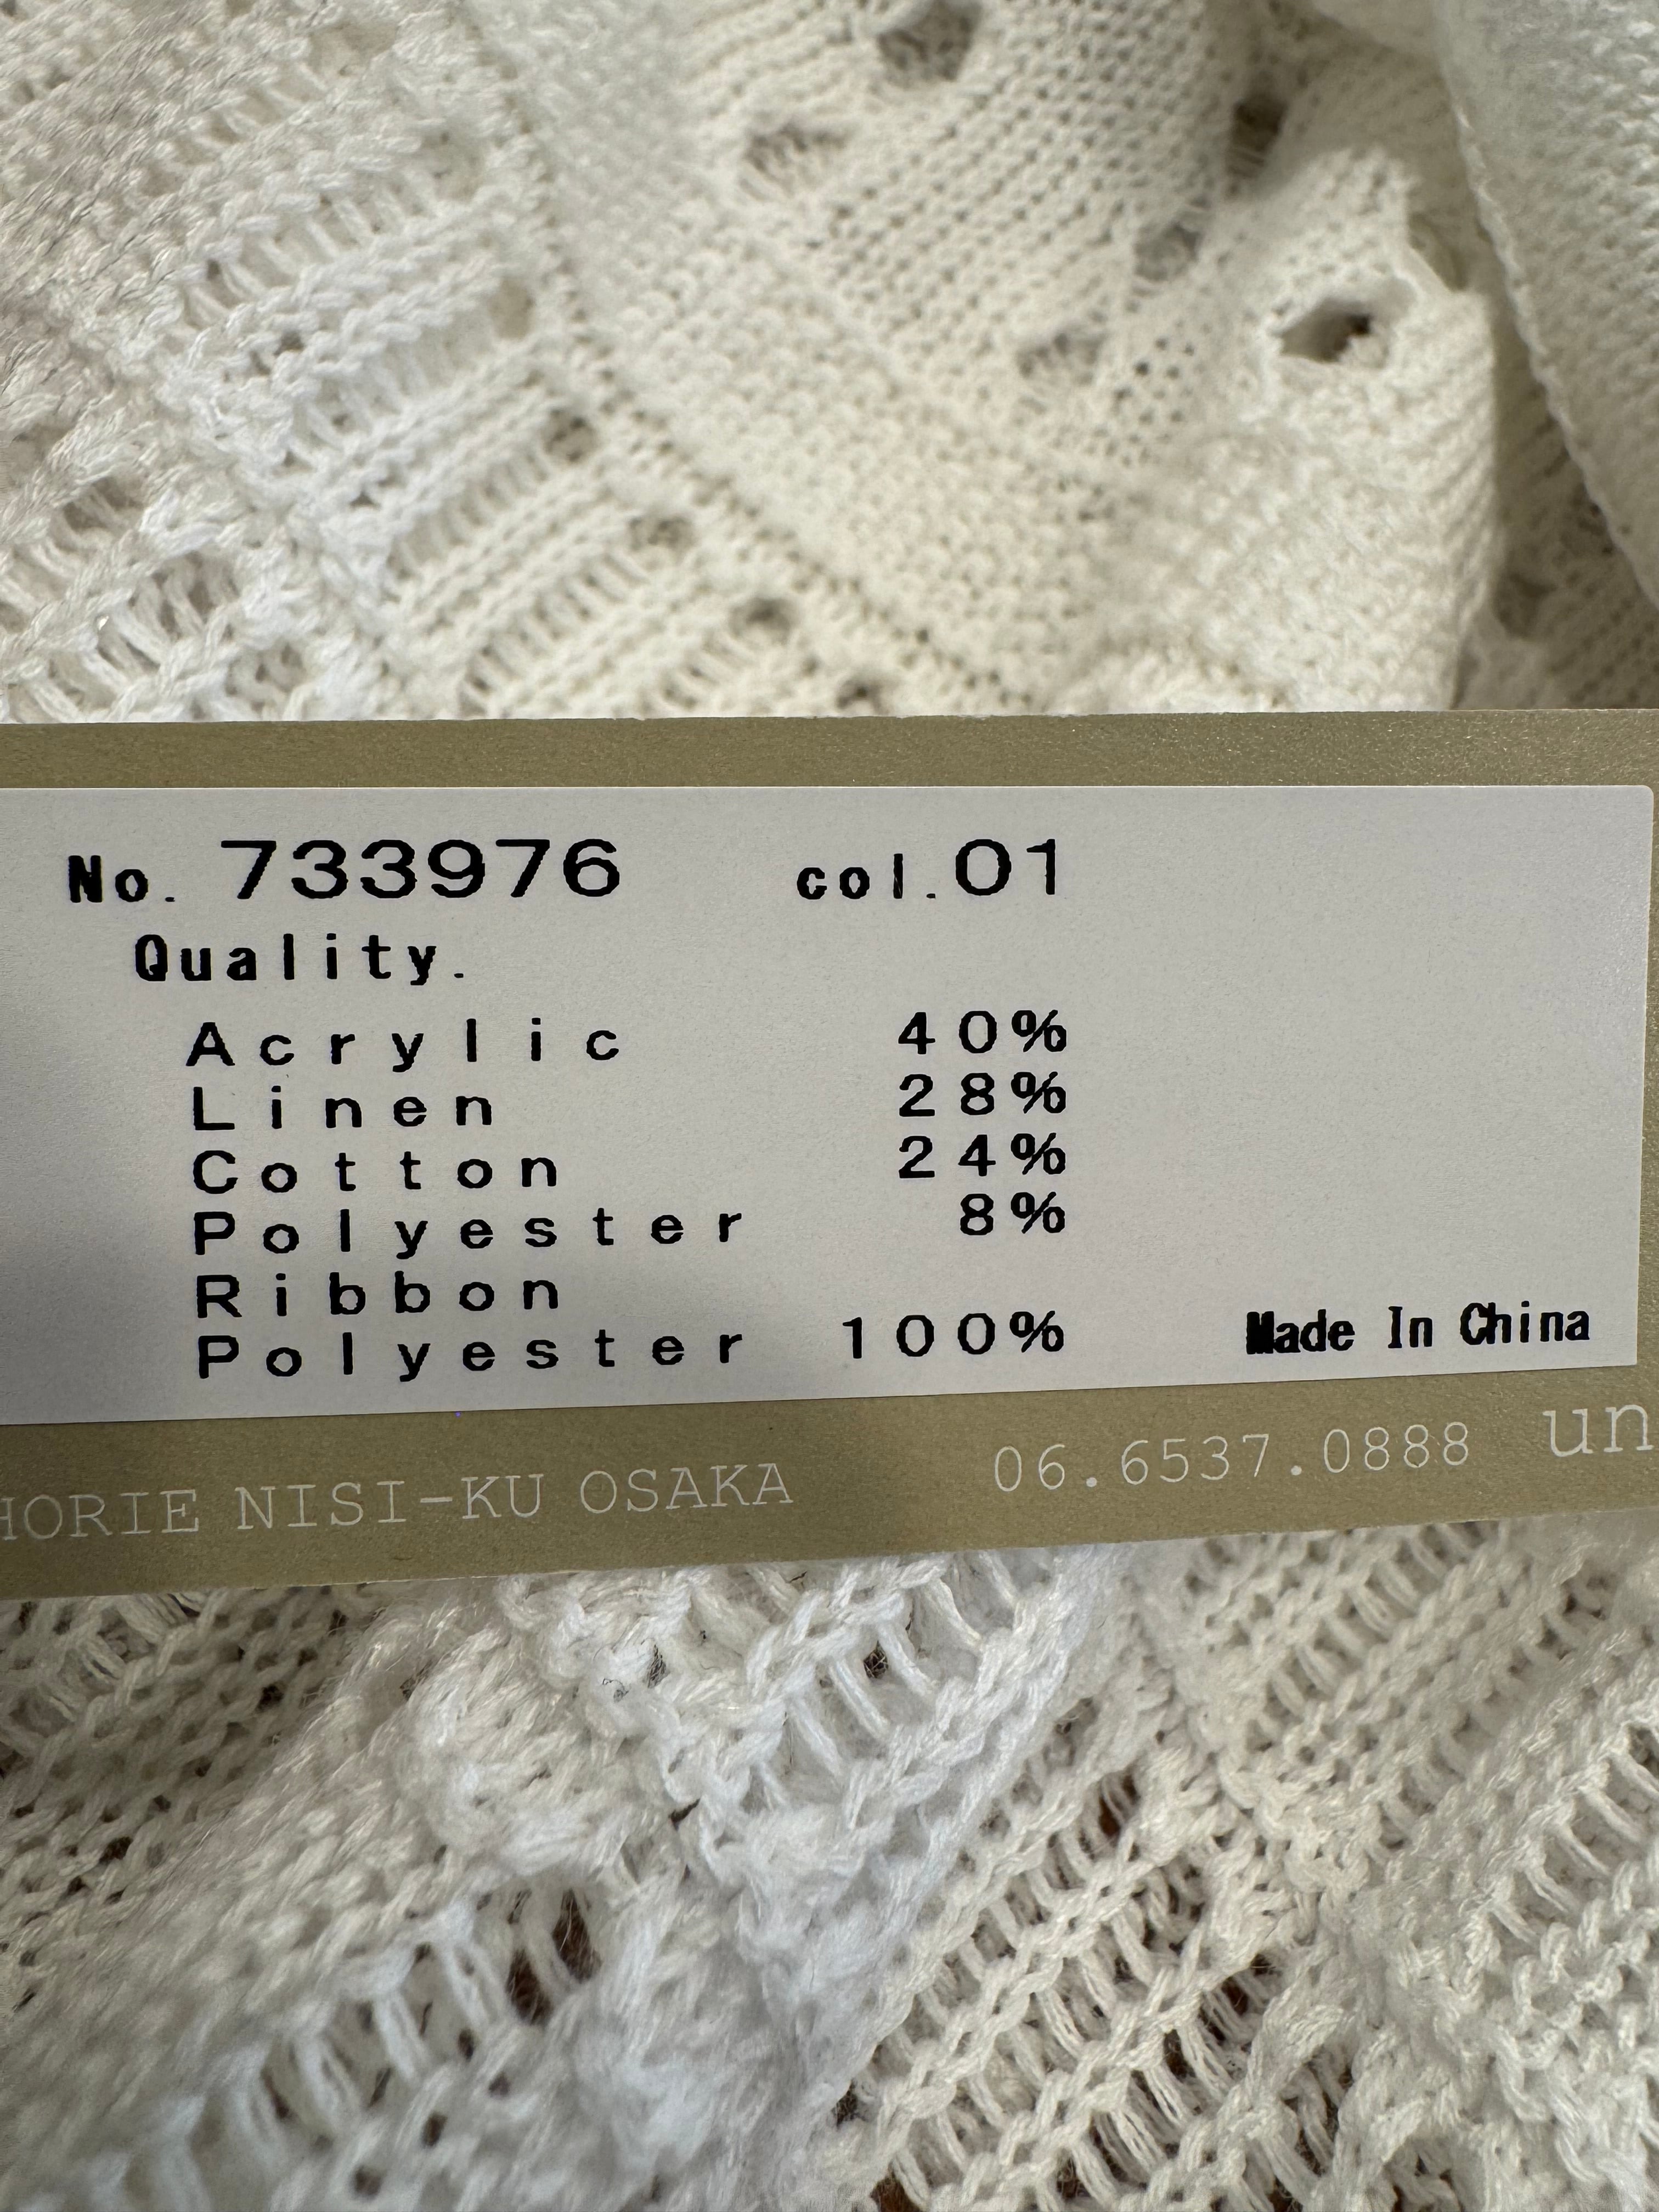 No. 733976 col.01
Quality.
Acrylic 40%
Linen 28%
Cotton 24%
Polyester 8%
Ribbon
Polyester 100% Made In China
HORIE NISI-KU OSAKA 06.6537.0888 un